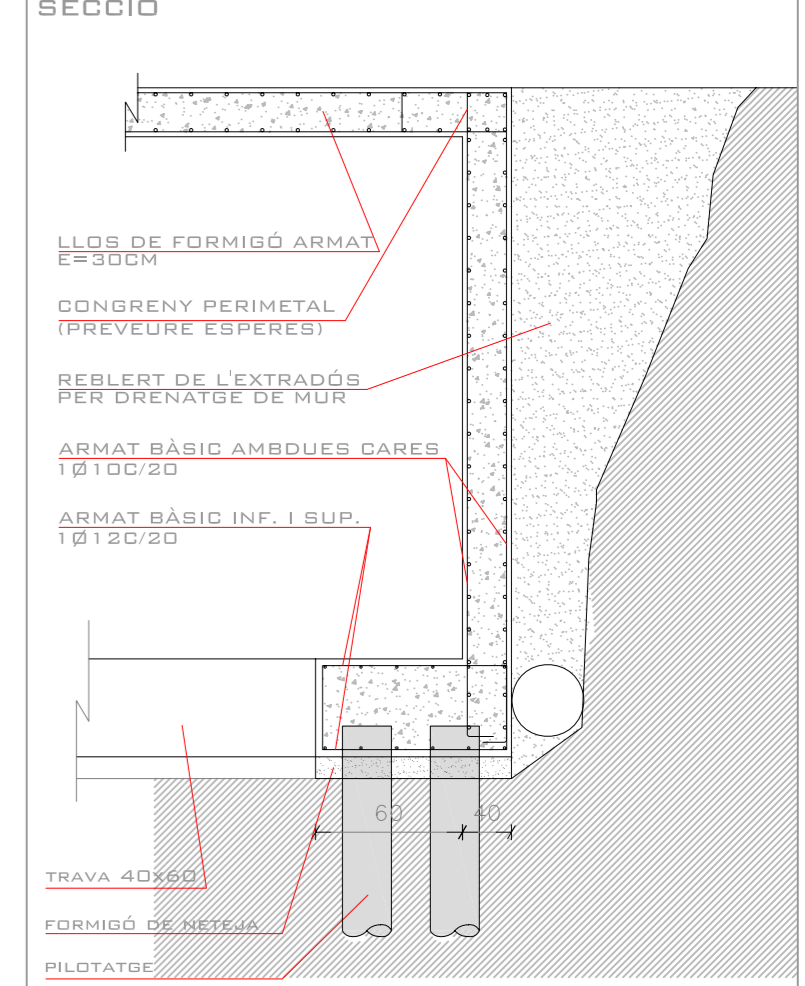 SECCIÓ
LLOS DE FORMIGÓ ARMAT
E=30CM
CONGRENY PERIMETAL
(PREVEURE ESPERES)
REBLERT DE L'EXTRADÓS
PER DRENATGE DE MUR
ARMAT BÀSIC AMBDUES CARES
1Ø10C/20
ARMAT BÀSIC INF. I SUP.
1Ø12C/20
60 40
TRAVA 40X60
FORMIGÓ DE NETEJA
PILOTATGE